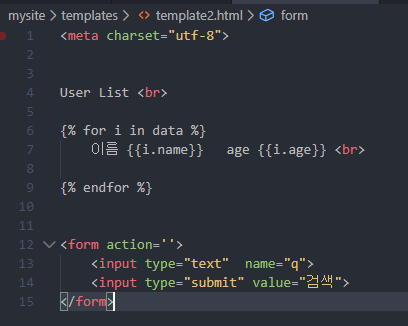 mysite > templates > <> template2.html > form
1 <meta charset="utf-8">
2
3
4 User List <br>
5
6 {% for i in data %}
7 이름 {{i.name}} age {{i.age}} <br>
8
9 {% endfor %}
10
11
12 <form action=''>
13 <input type="text" name="q">
14 <input type="submit" value="검색">
15 </form>